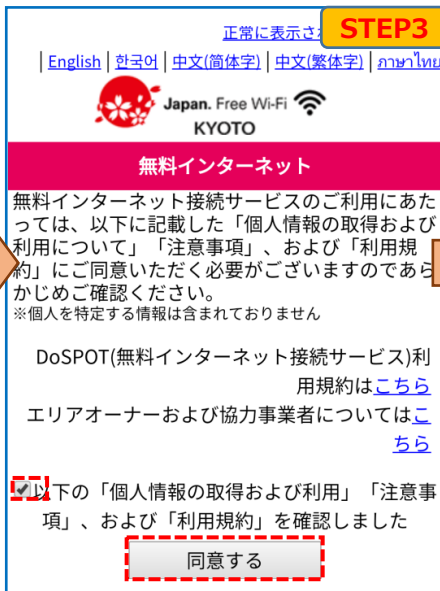 正常に表示さ
STEP3
| English | 한국어 | 中文(简体字) | 中文(繁体字) | ภาษาไทย
Japan. Free Wi-Fi
KYOTO
無料インターネット
無料インターネット接続サービスのご利用にあた
っては、以下に記載した「個人情報の取得および
利用について」「注意事項」、および「利用規
約」にご同意いただく必要がございますのであら
かじめご確認ください。
※個人を特定する情報は含まれておりません
DoSPOT(無料インターネット接続サービス)利
用規約はこちら
エリアオーナーおよび協力事業者についてはこ
ちら
以下の「個人情報の取得および利用」「注意事
項」、および「利用規約」を確認しました
同意する